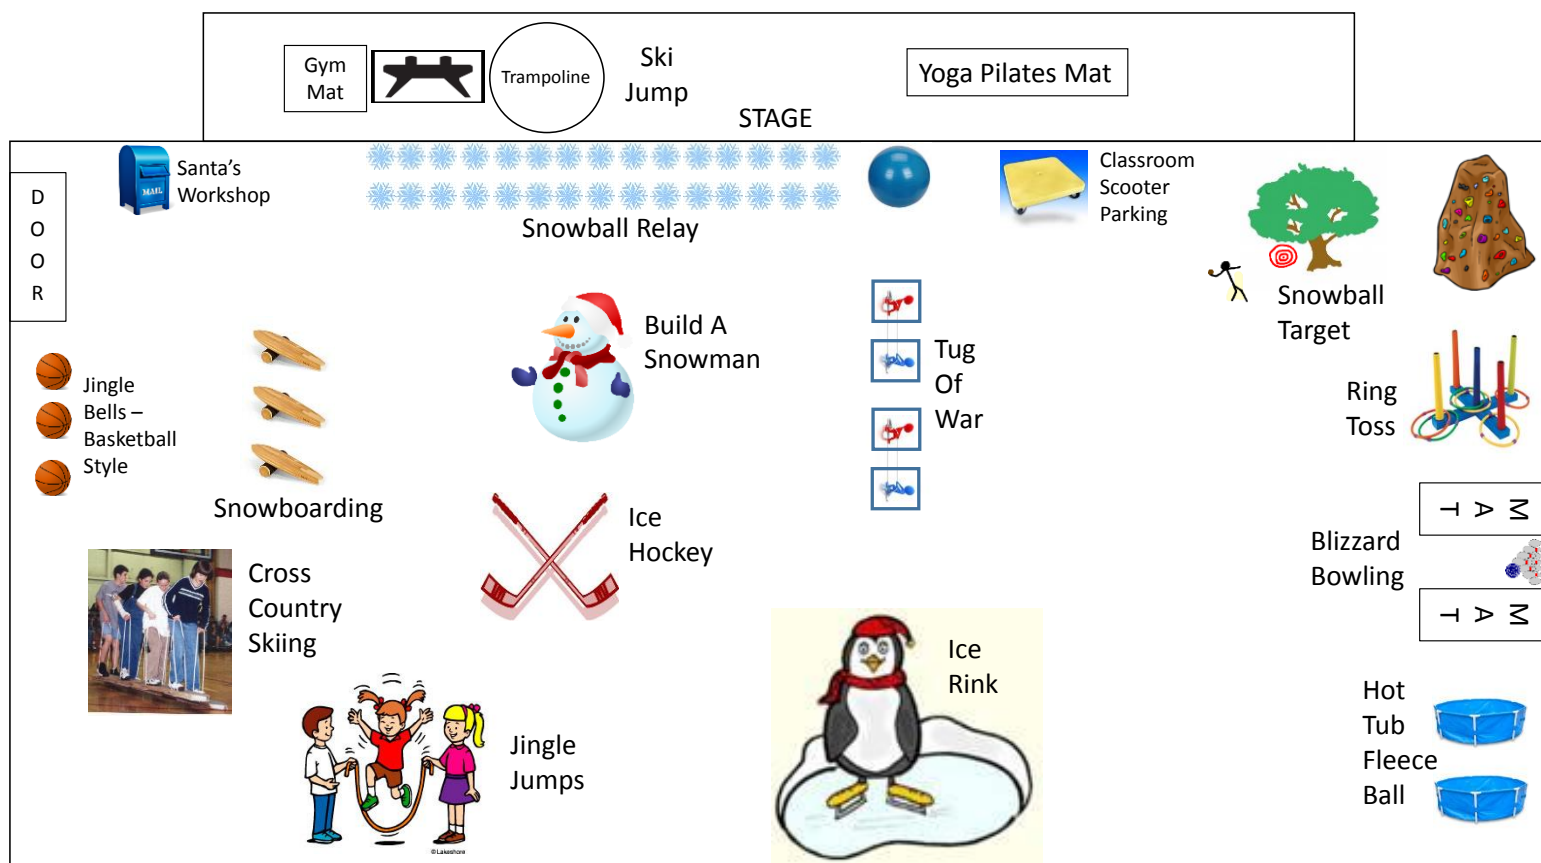 Gym
Mat
Trampoline
Ski
Jump
Yoga Pilates Mat
STAGE
D
O
O
R
MAIL
Santa's
Workshop
Snowball Relay
Classroom
Scooter
Parking
Snowball
Target
Build A
Snowman
Tug
Of
War
Ring
Toss
Jingle
Bells –
Basketball
Style
Snowboarding
Ice
Hockey
MAT
Blizzard
Bowling
MAT
Cross
Country
Skiing
Ice
Rink
Hot
Tub
Fleece
Ball
Jingle
Jumps
© Lakeshore